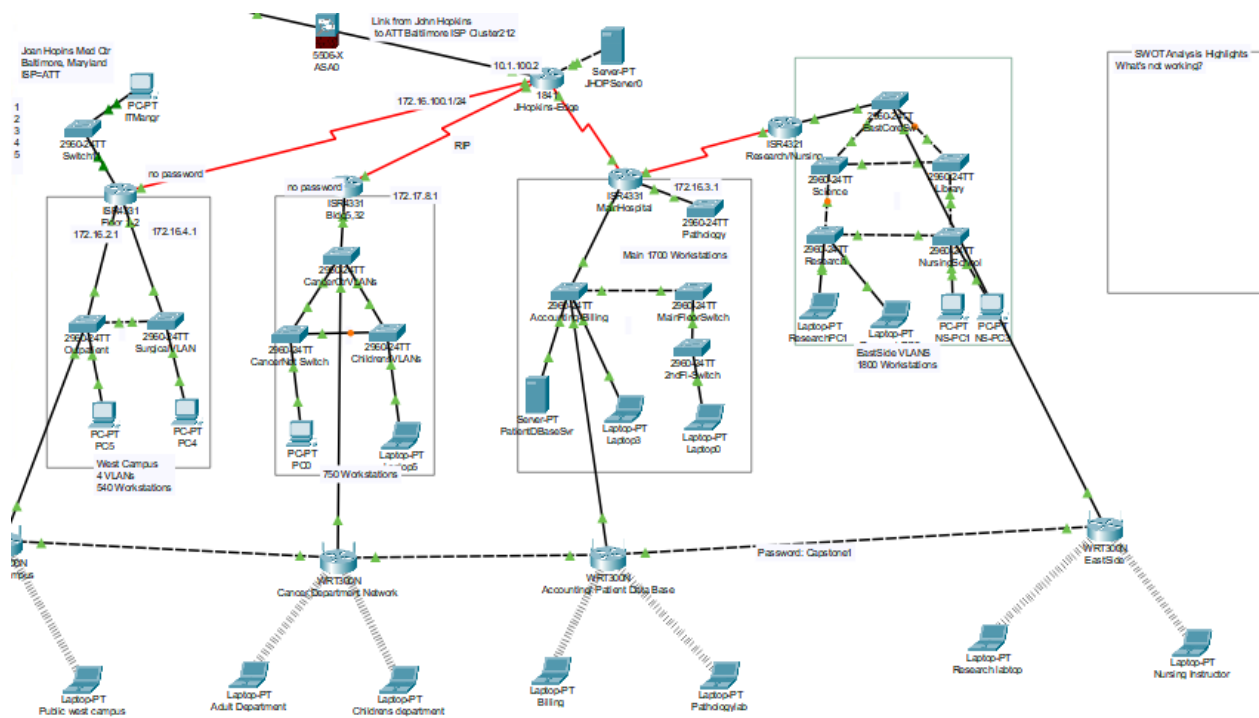 Link from John Hopkins
to ATT Baltimore ISP Cluster212
5506-X
ASA0
Joan Hopins Med Ctr
Baltimore, Maryland
ISP=ATT
1
2
3
4
5
PC-PT
ITMangr
2960-24TT
no password
10.1.100.2
Server-PT
JHOPServer0
1841
JHopkins-Edge
172.16.100.1/24
RIP
SWOT Analysis Highlights
What's not working?
2960-24TT
EastCoreSw
ISR4321
Research/Nursing
2960-24TT
Science
2960-24TT
Library
2960-24TT
Research
2960-24TT
NursingSchool
Laptop-PT
ResearchPC1
Laptop-PT
PC-PT
NS-PC1
PC-PT
NS-PC3
EastSide VLANS
1800 Workstations
ISR4331
172.16.2.1
172.16.4.1
2960-24TT
Outpatient
2960-24TT
SurgicalVLAN
PC-PT
PC5
PC-PT
PC4
West Campus
4 VLANs
540 Workstations
no password
172.17.8.1
ISR4331
Bldg5,32
2960-24TT
CancerCtrVLANs
2960-24TT
CancerNet Switch
2960-24TT
ChildrensVLANs
PC-PT
PC0
Laptop-PT
750 Workstations
ISR4331
MainHospital
172.16.3.1
2960-24TT
Pathology
Main 1700 Workstations
2960-24TT
Accounting-Billing
2960-24TT
MainFloorSwitch
2960-24TT
2ndFl-Switch
Server-PT
PatientDBaseSvr
Laptop-PT
Laptop3
Laptop-PT
Laptop0
WRT300N
Cancer Department Network
WRT300N
Accounting/Patient Data Base
Password: Capstone1
WRT300N
EastSide
Laptop-PT
Public west campus
Laptop-PT
Adult Department
Laptop-PT
Childrens department
Laptop-PT
Billing
Laptop-PT
Pathologylab
Laptop-PT
Research labtop
Laptop-PT
Nursing Instructor